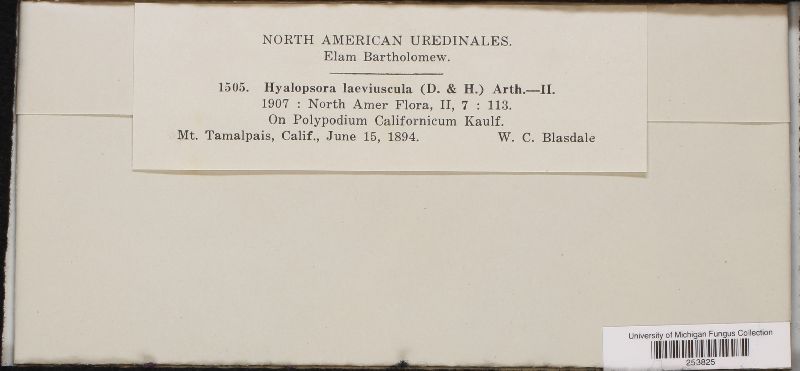 NORTH AMERICAN UREDINALES.
Elam Bartholomew.
1505. Hyalopsora laeviuscula (D. & H.) Arth.—II.
1907 : North Amer Flora, II, 7 : 113.
On Polypodium Californicum Kaulf.
Mt. Tamalpais, Calif., June 15, 1894. W. C. Blasdale
University of Michigan Fungus Collection
253825